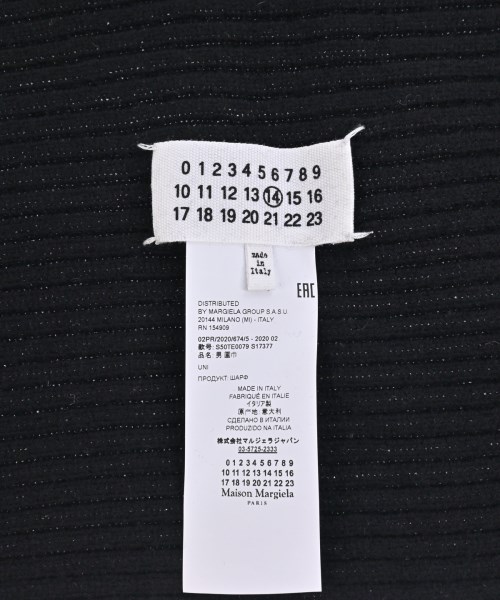 0 1 2 3 4 5 6 7 8 9
10 11 12 13 14 15 16
17 18 19 20 21 22 23
made
in
Italy
EAC
DISTRIBUTED
BY MARGIELA GROUP S.A.S.U.
20144 MILANO (MI) - ITALY
RN 154909
02PR/2020/674/5 - 2020 02
款号: S50TE0079 S17377
品名: 男 圍巾
UNI
ПРОДУКТ: ШАРФ
MADE IN ITALY
FABRIQUÉ EN ITALIE
イタリア製
原产地: 意大利
СДЕЛАНО В ИТАЛИИ
PRODUZIDO NA ITÁLIA
株式会社マルジェラジャパン
03-5725-2333
0 1 2 3 4 5 6 7 8 9
10 11 12 13 14 15 16
17 18 19 20 21 22 23
Maison Margiela
PARIS